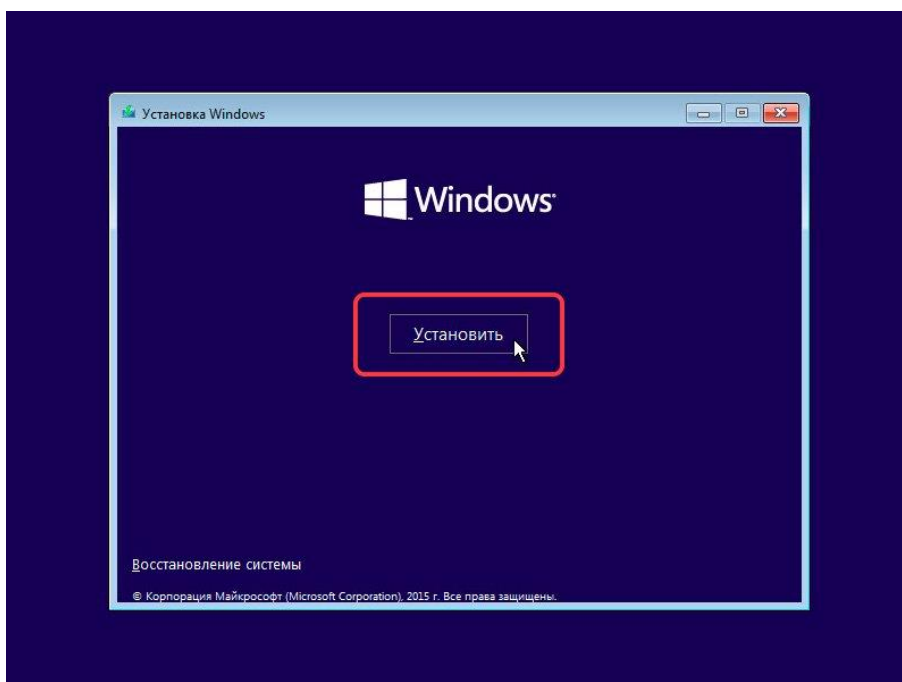 Установка Windows
Windows
Установить
Восстановление системы
© Корпорация Майкрософт (Microsoft Corporation), 2015 г. Все права защищены.